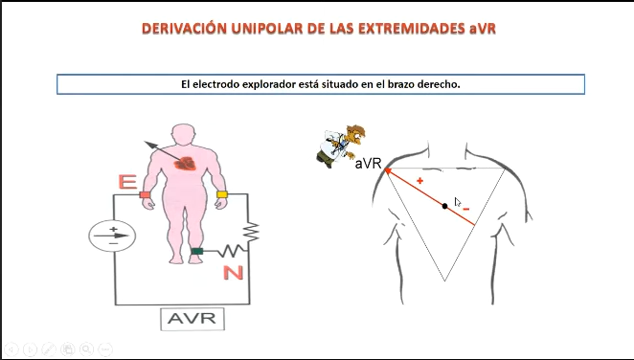 DERIVACIÓN UNIPOLAR DE LAS EXTREMIDADES aVR
El electrodo explorador está situado en el brazo derecho.
E
+
−
N
AVR
aVR
+
−